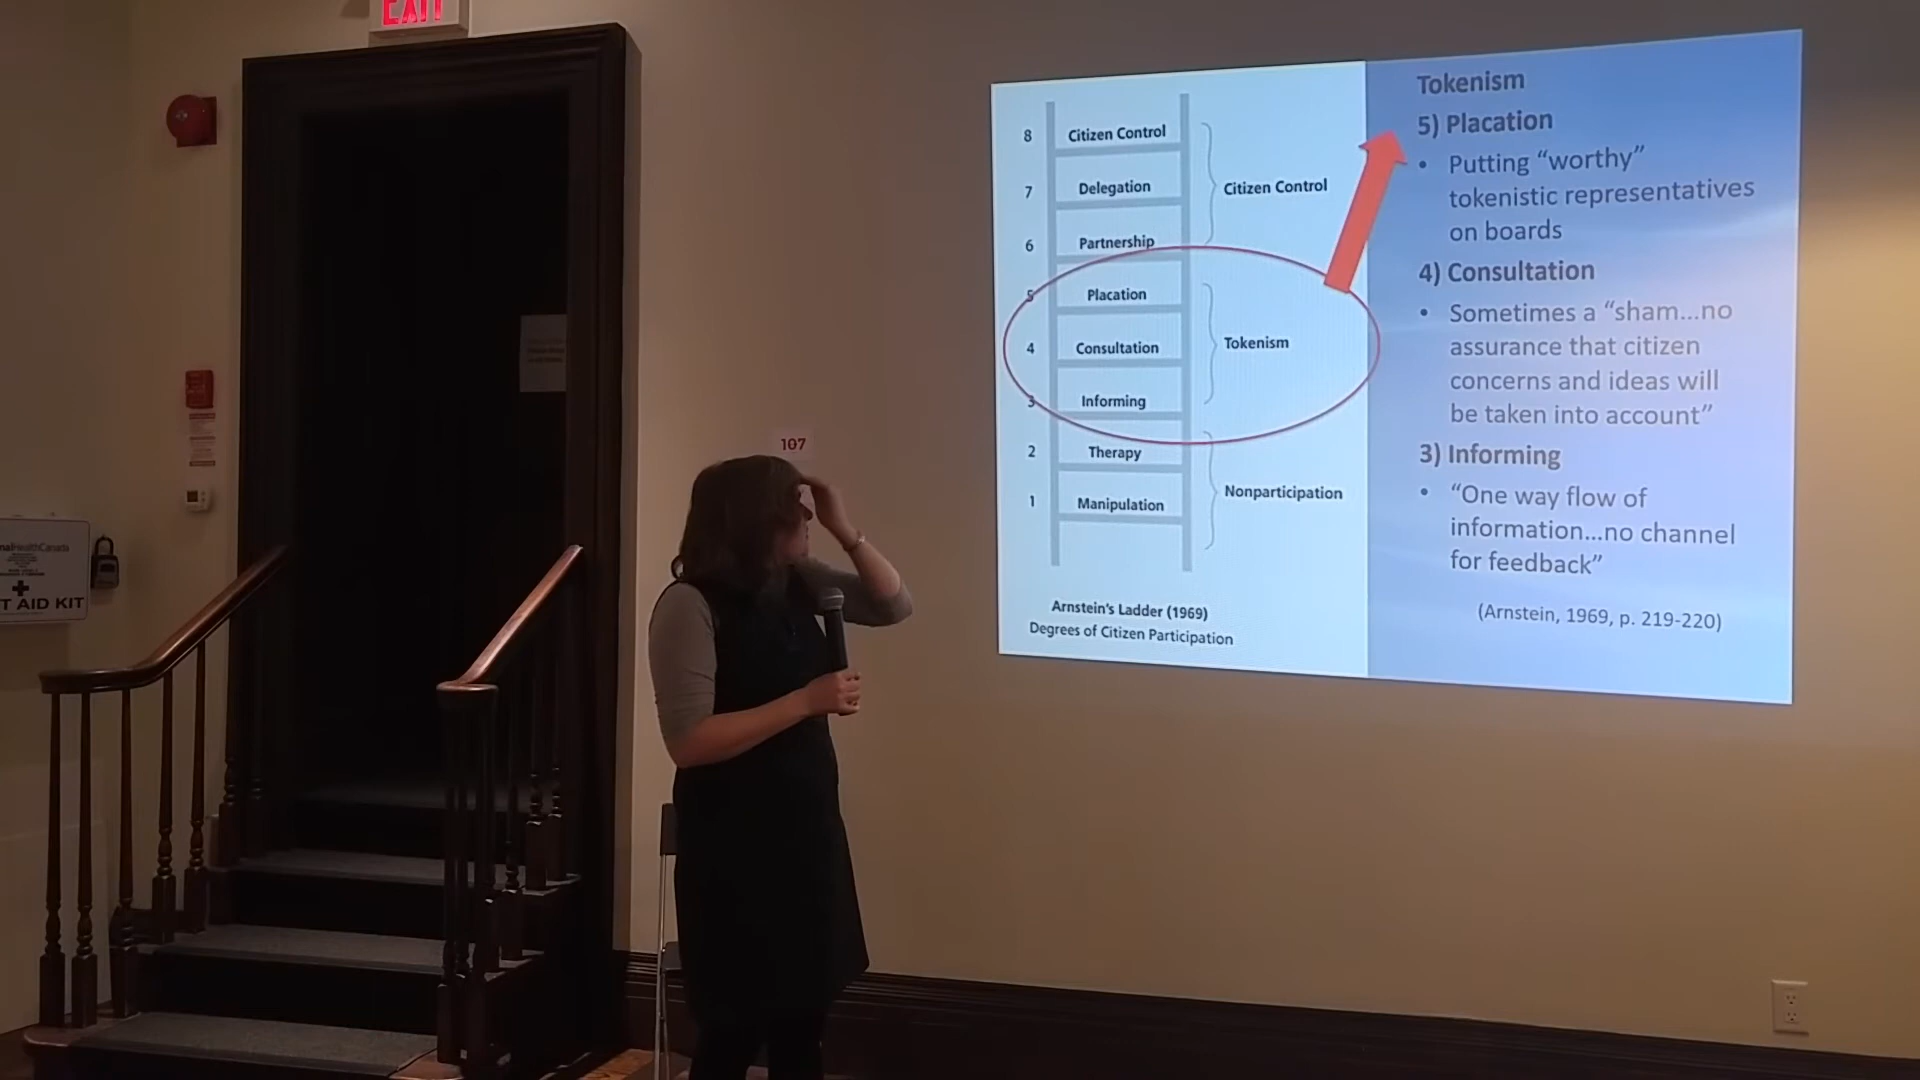 EXIT
107
nalHealthCanada
T AID KIT
8 Citizen Control
7 Delegation
6 Partnership
5 Placation
4 Consultation
3 Informing
2 Therapy
1 Manipulation
Citizen Control
Tokenism
Nonparticipation
Arnstein's Ladder (1969)
Degrees of Citizen Participation
Tokenism
5) Placation
• Putting “worthy”
tokenistic representatives
on boards
4) Consultation
• Sometimes a “sham...no
assurance that citizen
concerns and ideas will
be taken into account”
3) Informing
• “One way flow of
information...no channel
for feedback”
(Arnstein, 1969, p. 219-220)